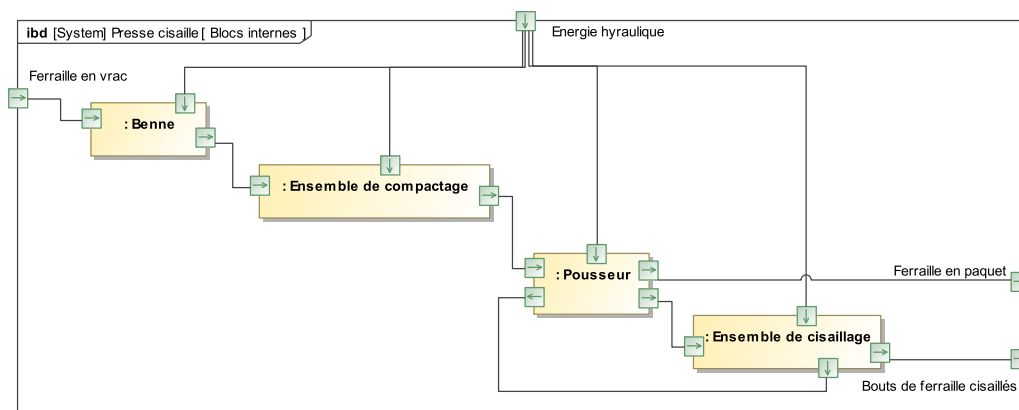 ibd [System] Presse cisaille [ Blocs internes ]
Energie hyraulique
Ferraille en vrac
: Benne
: Ensemble de compactage
: Pousseur
Ferraille en paquet
: Ensemble de cisaillage
Bouts de ferraille cisaillés